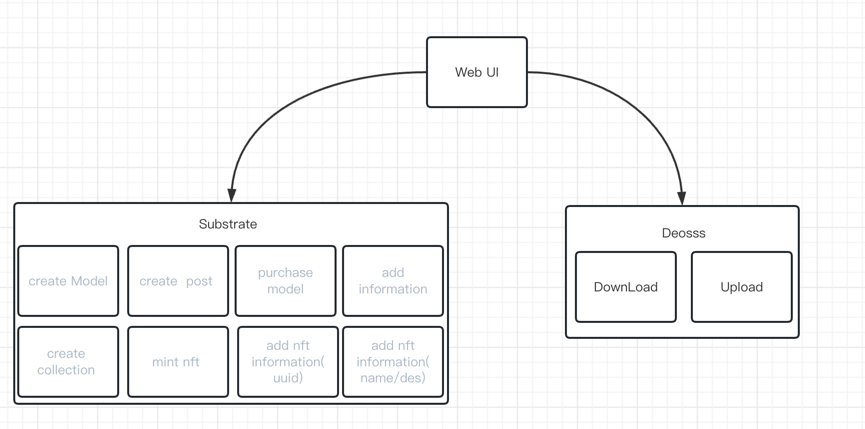 Web UI
Substrate
create Model
create post
purchase
model
add
information
create
collection
mint nft
add nft
information(
uuid)
add nft
information(
name/des)
Deosss
DownLoad
Upload